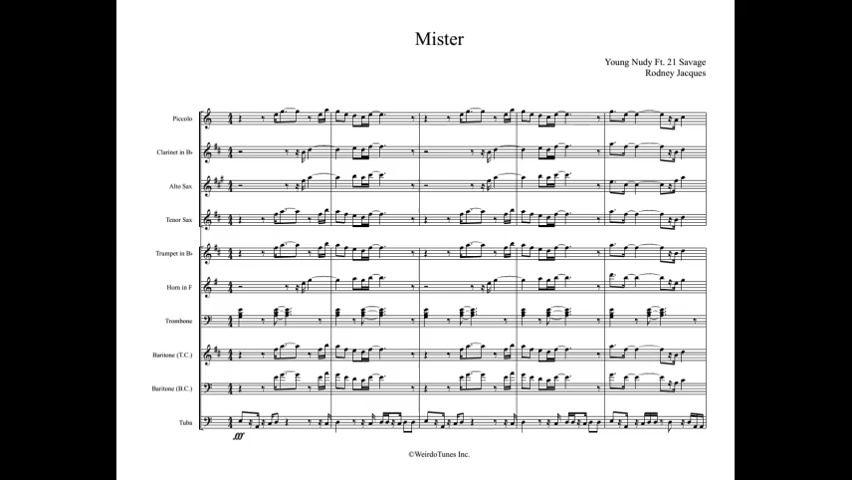 Mister
Young Nudy Ft. 21 Savage
Rodney Jacques
Piccolo
Clarinet in B♭
Alto Sax
Tenor Sax
Trumpet in B♭
Horn in F
Trombone
Baritone (T.C.)
Baritone (B.C.)
Tuba
fff
©WeirdoTunes Inc.